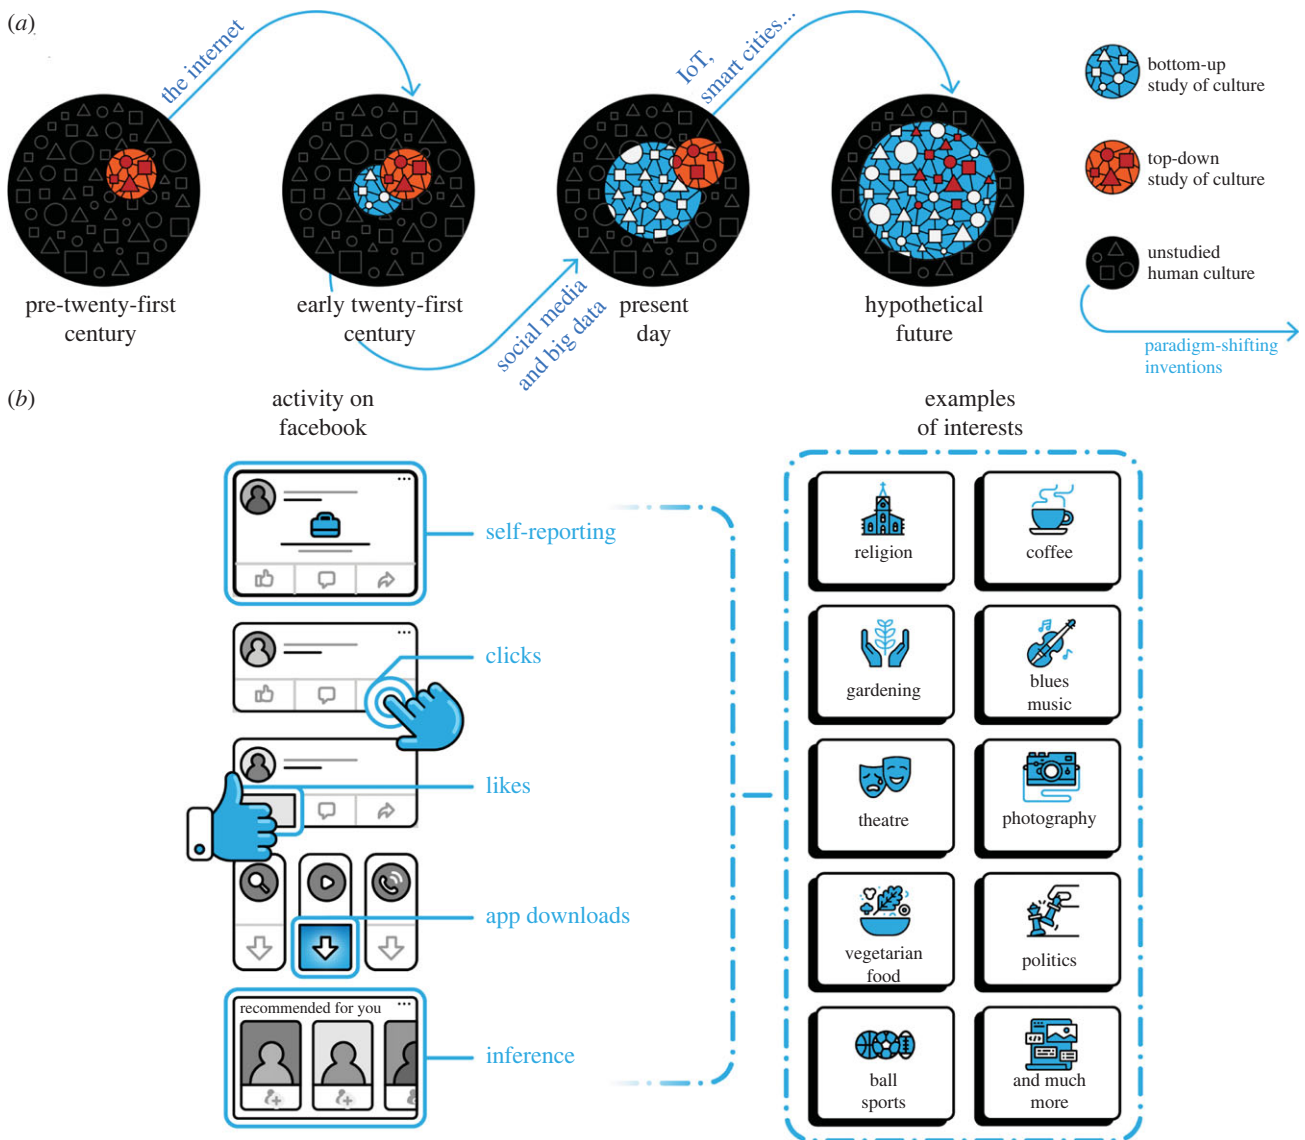 (a)
the internet
IoT,
smart cities...
bottom-up
study of culture
top-down
study of culture
unstudied
human culture
pre-twenty-first
century
early twenty-first
century
social media
and big data
present
day
hypothetical
future
paradigm-shifting
inventions
(b)
activity on
facebook
examples
of interests
self-reporting
clicks
likes
app downloads
recommended for you
inference
religion
coffee
gardening
blues
music
theatre
photography
vegetarian
food
politics
ball
sports
and much
more